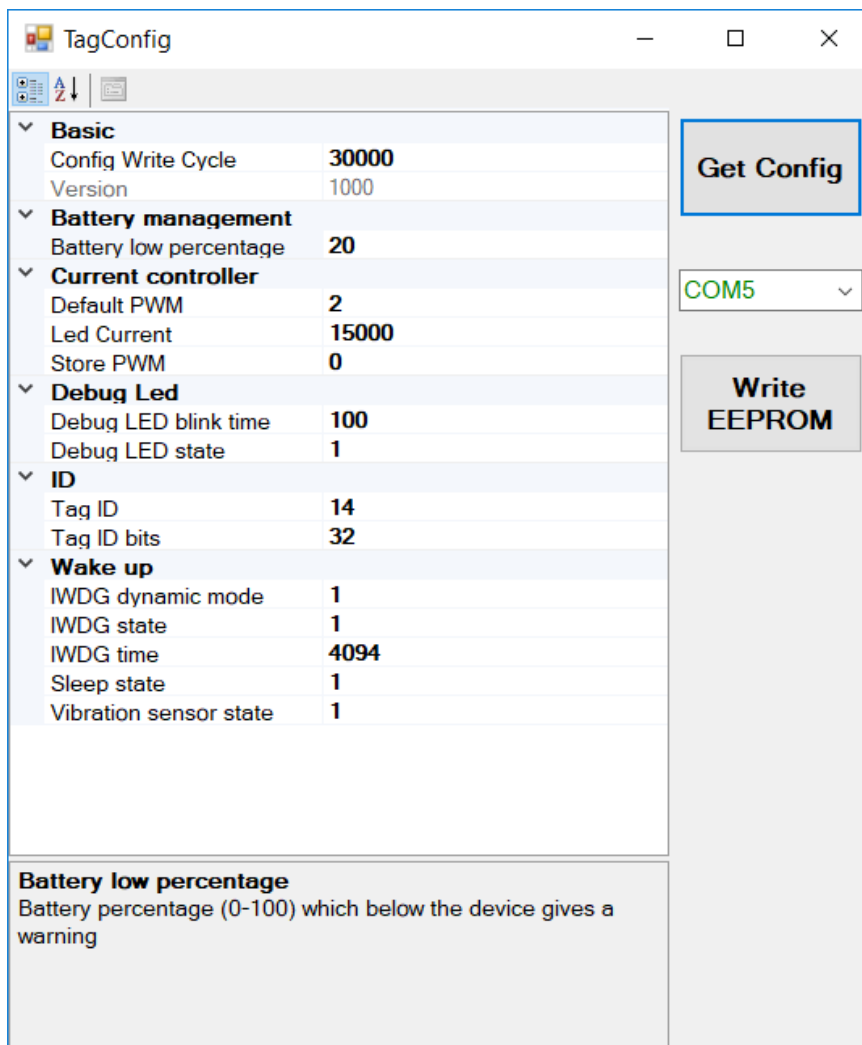 TagConfig
Basic
Config Write Cycle 30000
Version 1000
Battery management
Battery low percentage 20
Current controller
Default PWM 2
Led Current 15000
Store PWM 0
Debug Led
Debug LED blink time 100
Debug LED state 1
ID
Tag ID 14
Tag ID bits 32
Wake up
IWDG dynamic mode 1
IWDG state 1
IWDG time 4094
Sleep state 1
Vibration sensor state 1
Battery low percentage
Battery percentage (0-100) which below the device gives a
warning
Get Config
COM5
Write
EEPROM